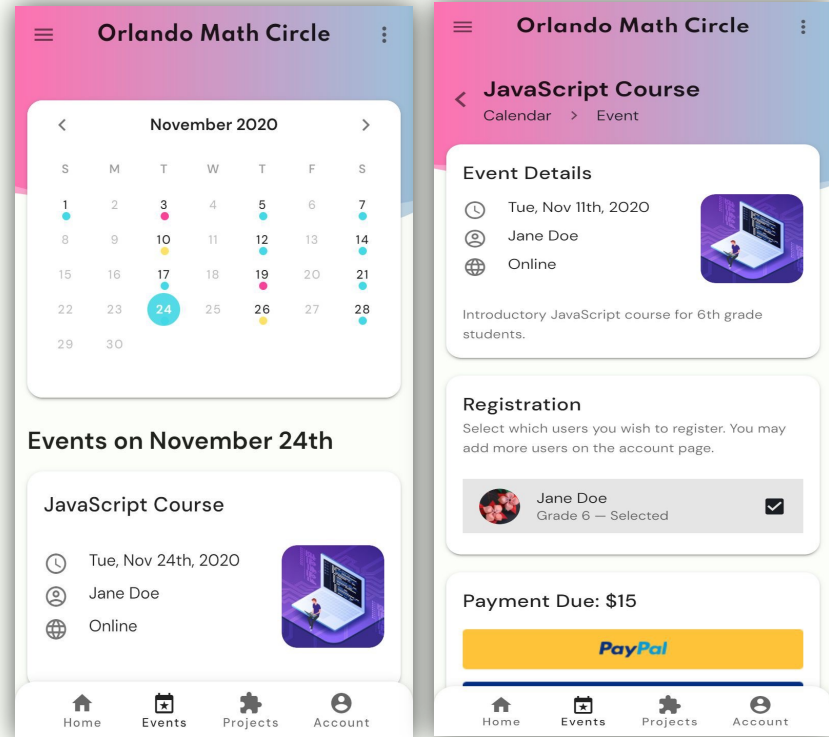 Orlando Math Circle
November 2020
S M T W T F S
1 2 3 4 5 6 7
8 9 10 11 12 13 14
15 16 17 18 19 20 21
22 23 24 25 26 27 28
29 30
Events on November 24th
JavaScript Course
Tue, Nov 24th, 2020
Jane Doe
Online
Home Events Projects Account
Orlando Math Circle
JavaScript Course
Calendar > Event
Event Details
Tue, Nov 11th, 2020
Jane Doe
Online
Introductory JavaScript course for 6th grade
students.
Registration
Select which users you wish to register. You may
add more users on the account page.
Jane Doe
Grade 6 — Selected
Payment Due: $15
PayPal
Home Events Projects Account